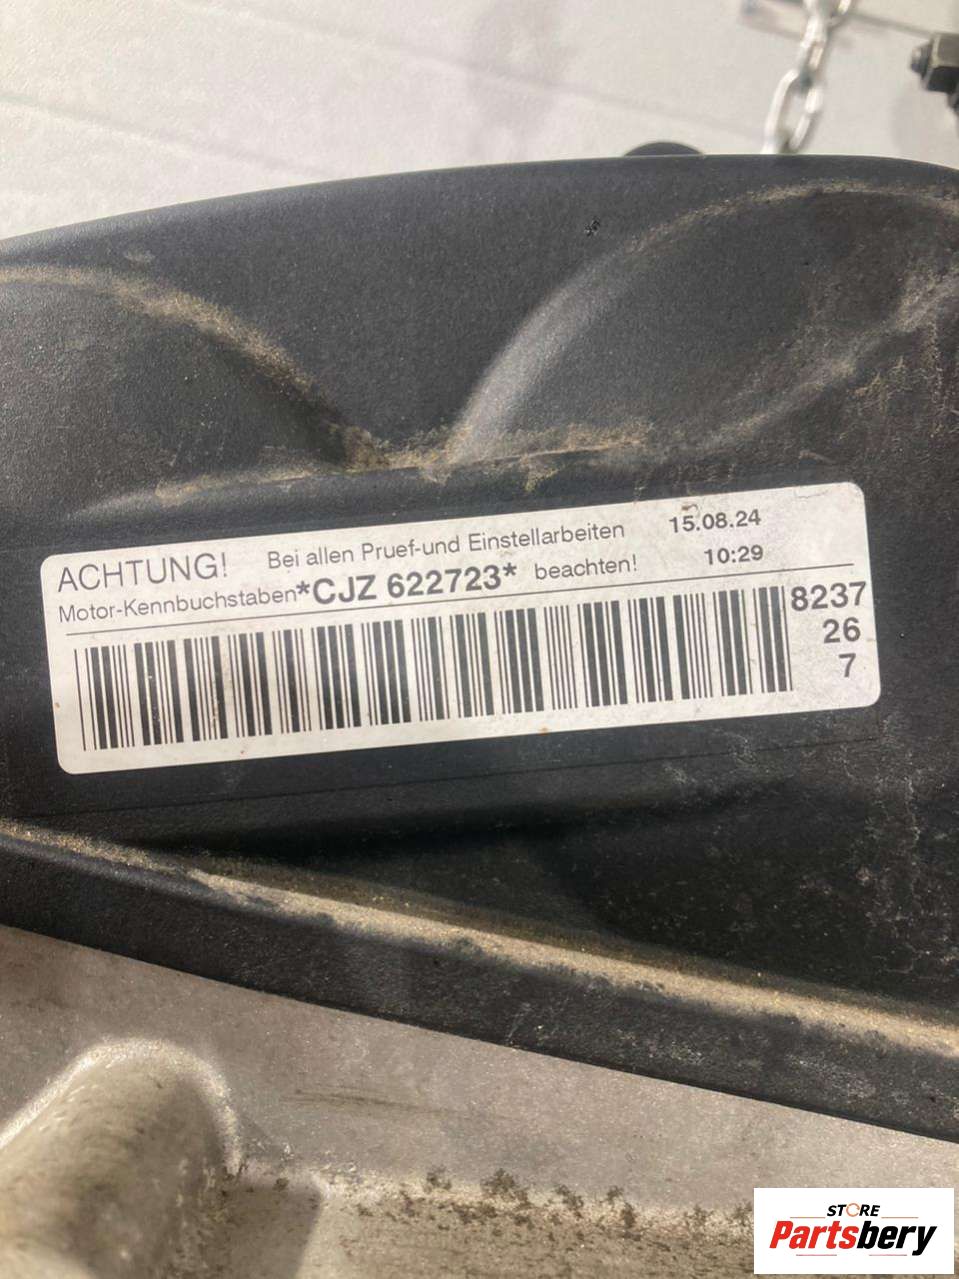 ACHTUNG! Bei allen Pruef-und Einstellarbeiten 15.08.24
Motor-Kennbuchstaben*CJZ 622723* beachten! 10:29
8237
26
7
STORE
Partsbery